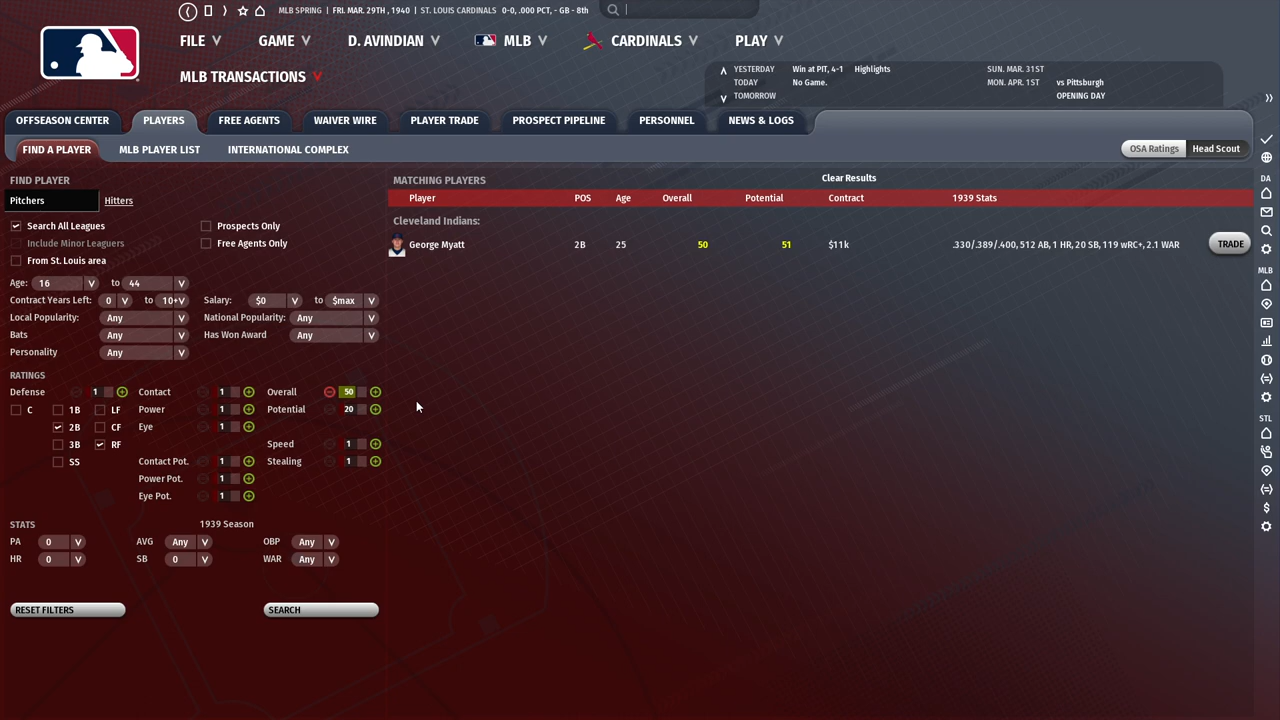 MLB SPRING | FRI. MAR. 29TH , 1940 | ST. LOUIS CARDINALS 0-0, .000 PCT, - GB - 8th
FILE GAME D. AVINDIAN MLB CARDINALS PLAY
MLB TRANSACTIONS
YESTERDAY Win at PIT, 4-1 Highlights SUN. MAR. 31ST
TODAY No Game. MON. APR. 1ST vs Pittsburgh
TOMORROW OPENING DAY
OFFSEASON CENTER PLAYERS FREE AGENTS WAIVER WIRE PLAYER TRADE PROSPECT PIPELINE PERSONNEL NEWS & LOGS
FIND A PLAYER MLB PLAYER LIST INTERNATIONAL COMPLEX OSA Ratings Head Scout
FIND PLAYER
Pitchers Hitters
Search All Leagues Prospects Only
Include Minor Leaguers Free Agents Only
From St. Louis area
Age: 16 to 44
Contract Years Left: 0 to 10+ Salary: $0 to $max
Local Popularity: Any National Popularity: Any
Bats Any Has Won Award Any
Personality Any
RATINGS
Defense 1 Contact 1 Overall 50
C 1B LF Power 1 Potential 20
2B CF Eye 1
3B RF Speed 1
SS Contact Pot. 1 Stealing 1
Power Pot. 1
Eye Pot. 1
STATS 1939 Season
PA 0 AVG Any OBP Any
HR 0 SB 0 WAR Any
RESET FILTERS SEARCH
MATCHING PLAYERS Clear Results
Player POS Age Overall Potential Contract 1939 Stats
Cleveland Indians:
George Myatt 2B 25 50 51 $11k .330/.389/.400, 512 AB, 1 HR, 20 SB, 119 wRC+, 2.1 WAR TRADE
DA
MLB
STL